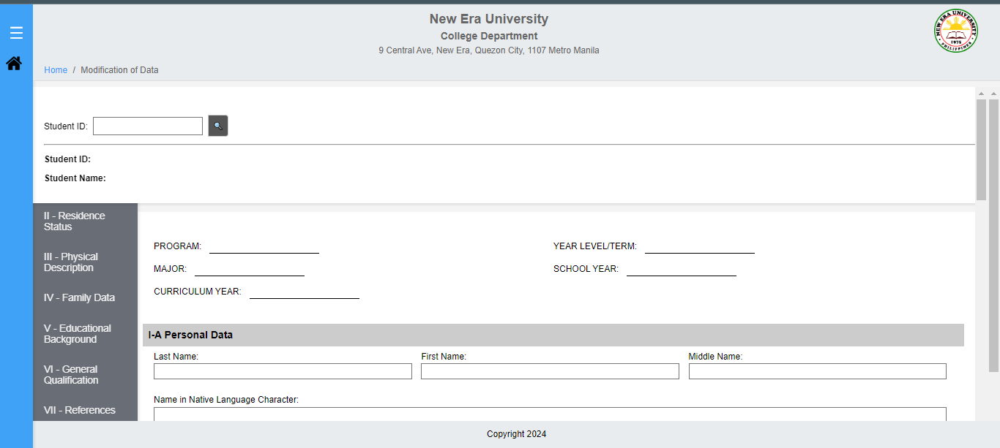 New Era University
College Department
9 Central Ave, New Era, Quezon City, 1107 Metro Manila
NEW ERA UNIVERSITY
1975
PHILIPPINES
Home / Modification of Data
Student ID:
Student ID:
Student Name:
II - Residence
Status
III - Physical
Description
IV - Family Data
V - Educational
Background
VI - General
Qualification
VII - References
PROGRAM:
YEAR LEVEL/TERM:
MAJOR:
SCHOOL YEAR:
CURRICULUM YEAR:
I-A Personal Data
Last Name:
First Name:
Middle Name:
Name in Native Language Character:
Copyright 2024